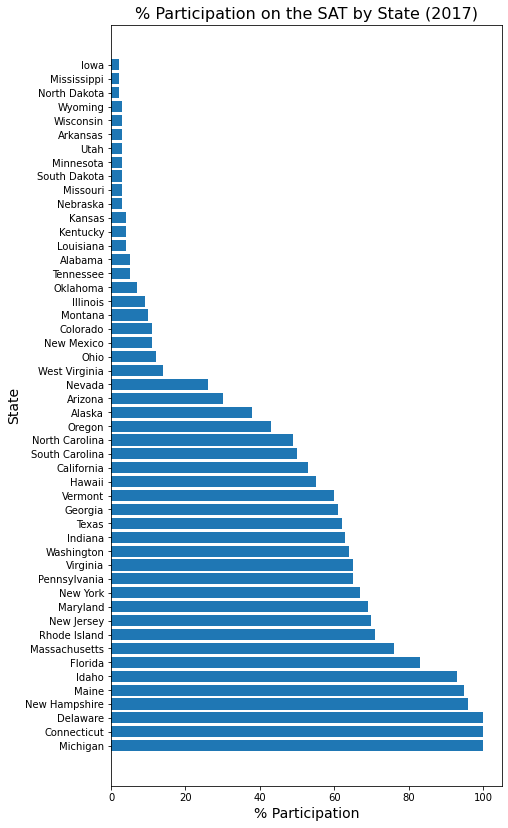 % Participation on the SAT by State (2017)
Iowa
Mississippi
North Dakota
Wyoming
Wisconsin
Arkansas
Utah
Minnesota
South Dakota
Missouri
Nebraska
Kansas
Kentucky
Louisiana
Alabama
Tennessee
Oklahoma
Illinois
Montana
Colorado
New Mexico
Ohio
West Virginia
Nevada
Arizona
Alaska
Oregon
North Carolina
South Carolina
California
Hawaii
Vermont
Georgia
Texas
Indiana
Washington
Virginia
Pennsylvania
New York
Maryland
New Jersey
Rhode Island
Massachusetts
Florida
Idaho
Maine
New Hampshire
Delaware
Connecticut
Michigan
State
0 20 40 60 80 100
% Participation